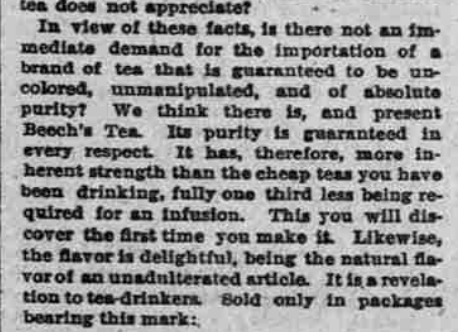 tea does not appreciate?
In view of these facts, is there not an im-
mediate demand for the importation of a
brand of tea that is guaranteed to be un-
colored, unmanipulated, and of absolute
purity? We think there is, and present
Beech's Tea. Its purity is guaranteed in
every respect. It has, therefore, more in-
herent strength than the cheap teas you have
been drinking, fully one third less being re-
quired for an infusion. This you will dis-
cover the first time you make it. Likewise,
the flavor is delightful, being the natural fla-
vor of an unadulterated article. It is a revela-
tion to tea-drinkers. Sold only in packages
bearing this mark: